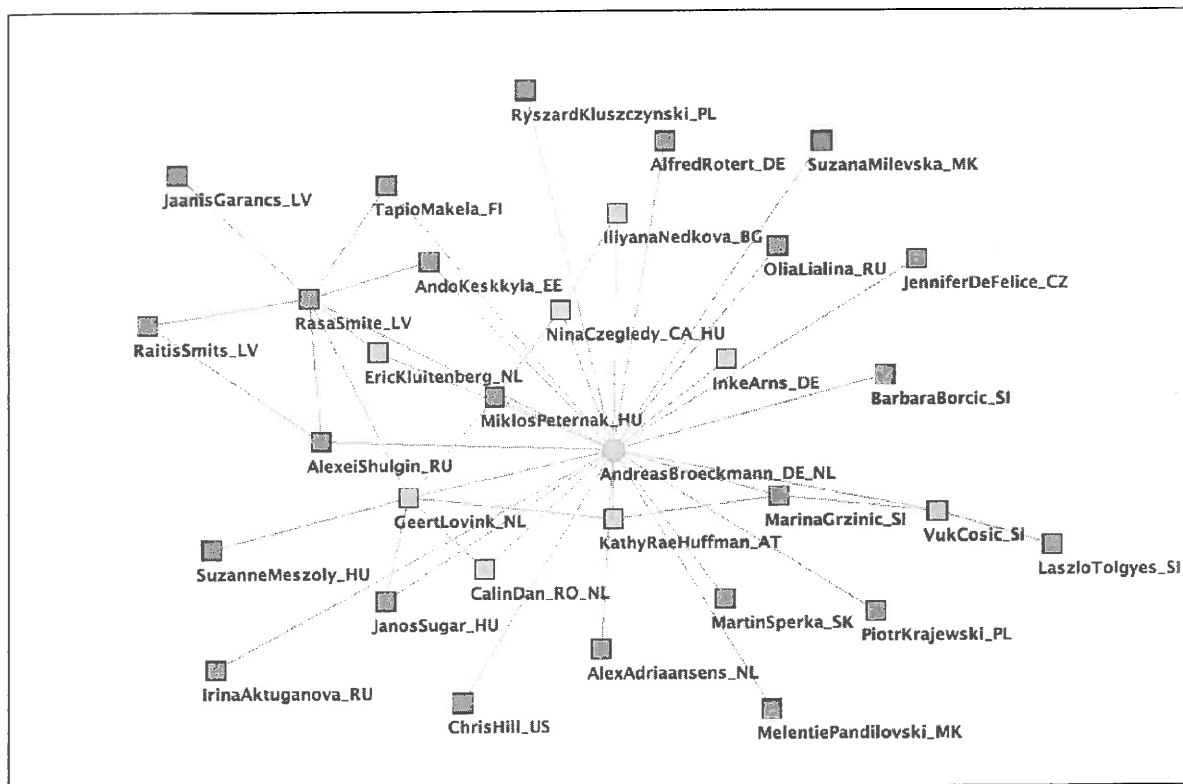 RyszardKluszczynski_PL
AlfredRotert_DE
SuzanaMilevska_MK
JaanisGarancs_LV
TapioMakela_FI
IliyanaNedkova_BG
OliaLialina_RU
JenniferDeFelice_CZ
AndoKeskkyla_EE
RasaSmite_LV
NinaCzegledy_CA_HU
RaitisSmits_LV
EricKluitenberg_NL
InkeArns_DE
BarbaraBorcic_SI
MiklosPeternak_HU
AlexeiShulgin_RU
AndreasBroeckmann_DE_NL
GeertLovink_NL
MarinaGrzinic_SI
VukCosic_SI
KathyRaeHuffman_AT
SuzanneMeszoly_HU
LaszloTolgyes_SI
CalinDan_RO_NL
JanosSugar_HU
MartinSperka_SK
PiotrKrajewski_PL
IrinaAktuganova_RU
AlexAdriaansens_NL
ChrisHill_US
MelentiePandilovski_MK